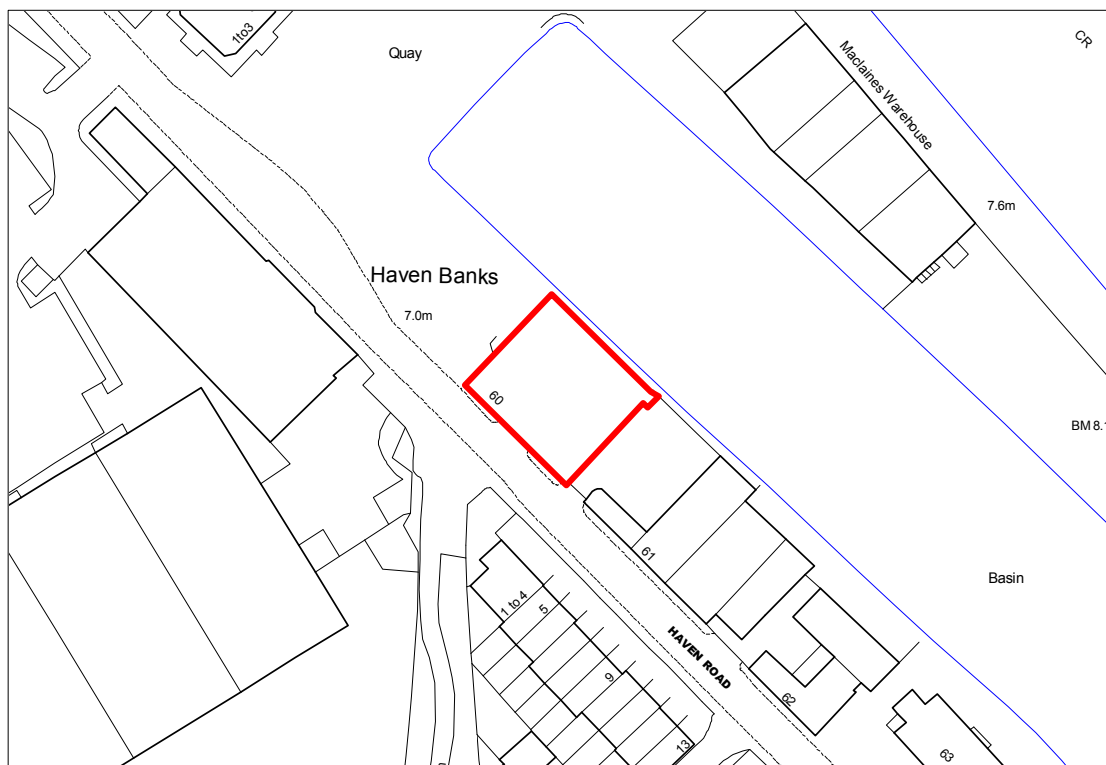 1to3
Quay
CR
Maclaines Warehouse
7.6m
Haven Banks
7.0m
60
BM 8.1
61
Basin
1 to 4
5
9
HAVEN ROAD
62
13
63